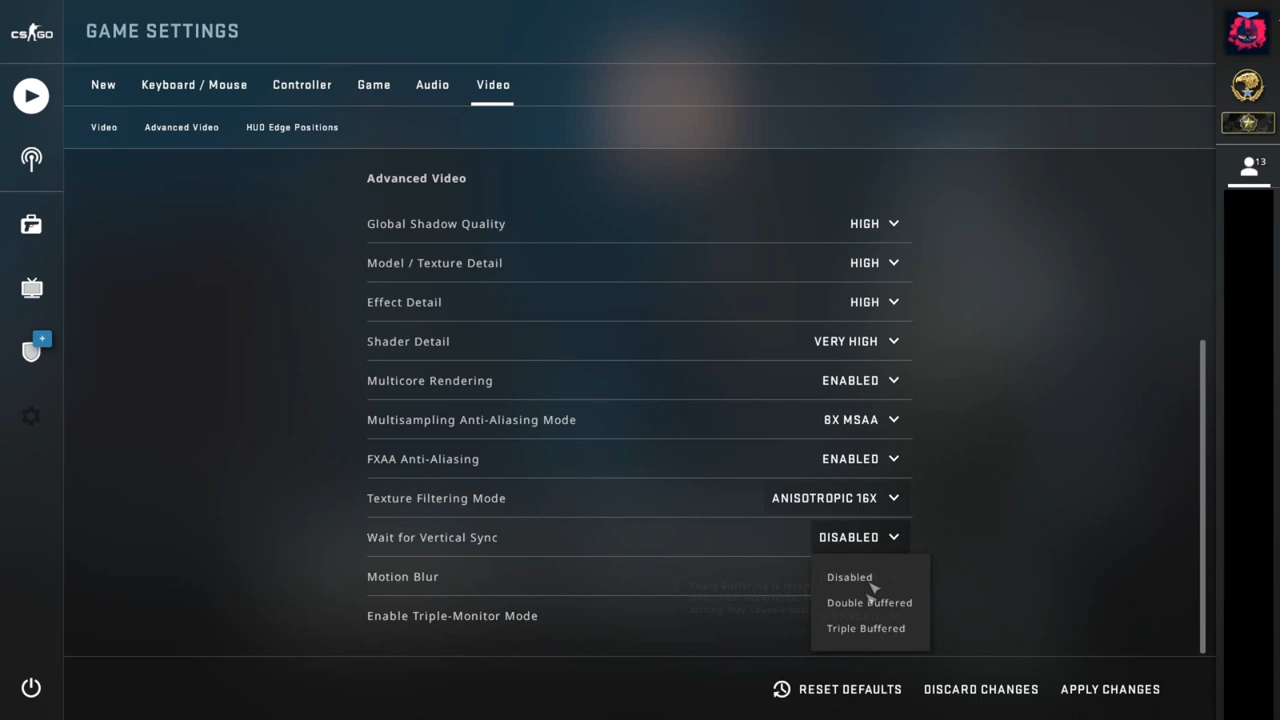 CS GO
GAME SETTINGS
New Keyboard / Mouse Controller Game Audio Video
Video Advanced Video HUD Edge Positions
13
Advanced Video
Global Shadow Quality HIGH
Model / Texture Detail HIGH
Effect Detail HIGH
Shader Detail VERY HIGH
Multicore Rendering ENABLED
Multisampling Anti-Aliasing Mode 8X MSAA
FXAA Anti-Aliasing ENABLED
Texture Filtering Mode ANISOTROPIC 16X
Wait for Vertical Sync DISABLED
Disabled
Double Buffered
Triple Buffered
Motion Blur
Enable Triple-Monitor Mode
RESET DEFAULTS DISCARD CHANGES APPLY CHANGES